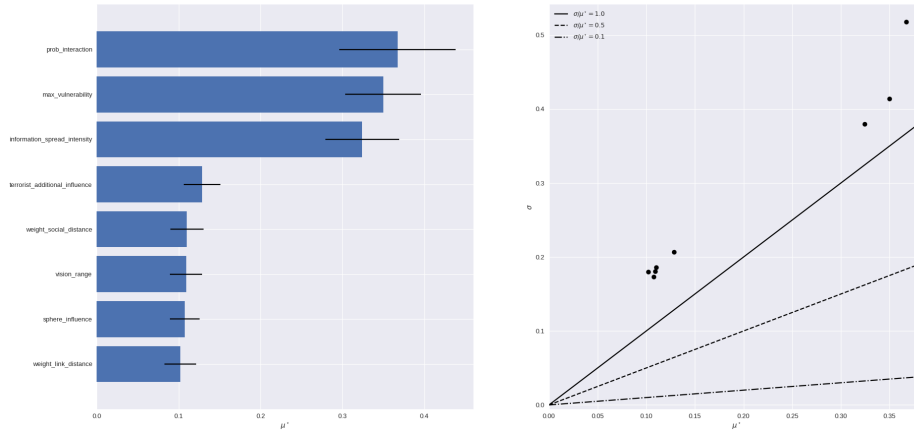 prob_interaction
max_vulnerability
information_spread_intensity
terrorist_additional_influence
weight_social_distance
vision_range
sphere_influence
weight_link_distance
0.0 0.1 0.2 0.3 0.4
μ*
σ/μ* = 1.0
σ/μ* = 0.5
σ/μ* = 0.1
0.5
0.4
0.3
σ
0.2
0.1
0.0
0.00 0.05 0.10 0.15 0.20 0.25 0.30 0.35
μ*